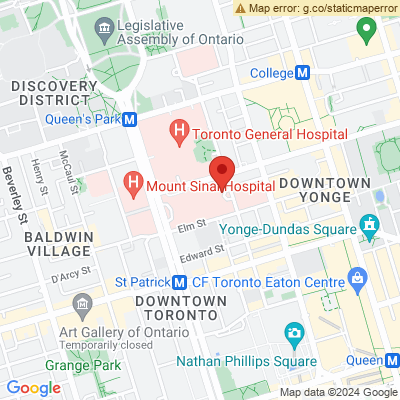 Map error: g.co/staticmaperror
Legislative
Assembly of Ontario
College M
DISCOVERY
DISTRICT
Queen's Park M
H Toronto General Hospital
McCaul St
Henry St
Beverley St
H Mount Sinai Hospital
DOWNTOWN
YONGE
Elm St
Yonge-Dundas Square
BALDWIN
VILLAGE
Edward St
D'Arcy St
St Patrick M
CF Toronto Eaton Centre
DOWNTOWN
TORONTO
Art Gallery of Ontario
Temporarily closed
Grange Park
Nathan Phillips Square
Queen M
Google
Map data ©2024 Google